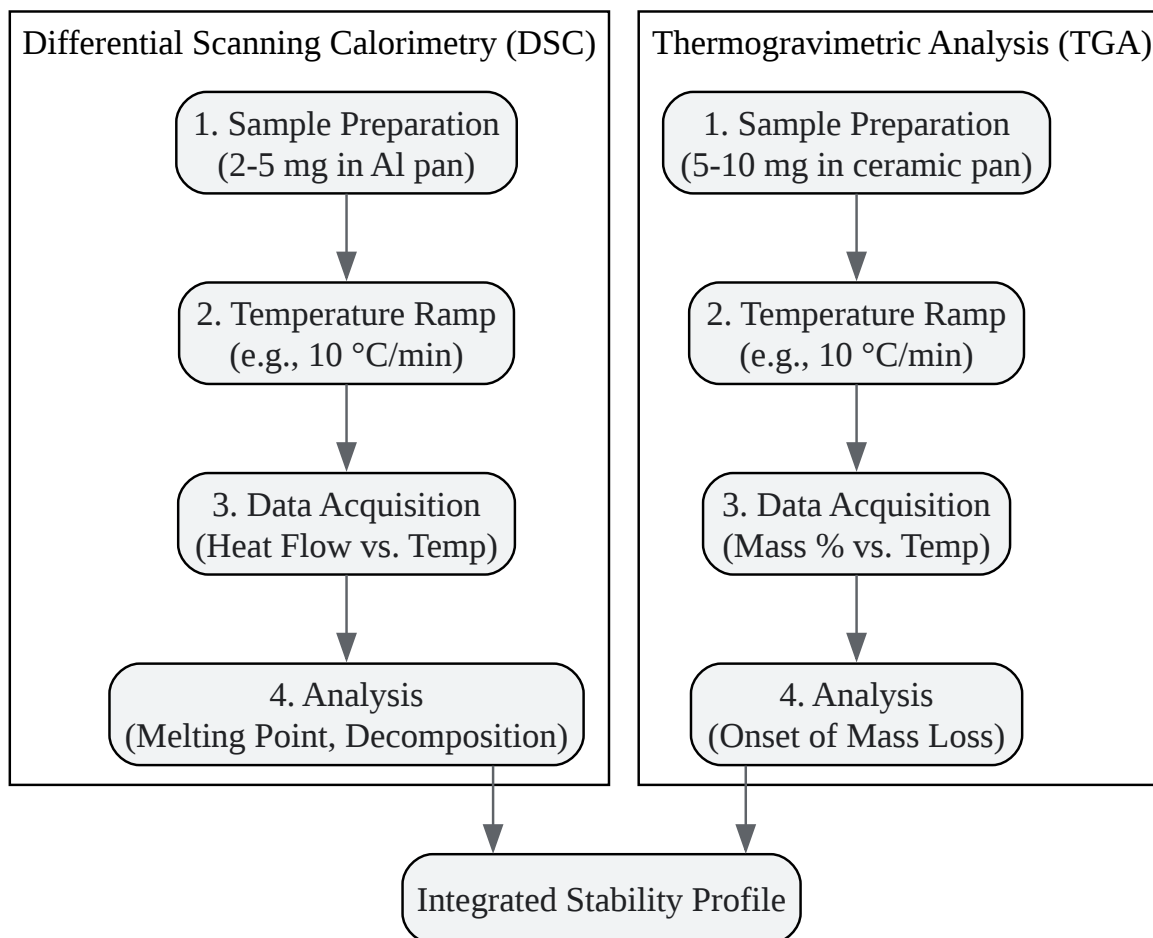 Differential Scanning Calorimetry (DSC)
1. Sample Preparation
(2-5 mg in Al pan)
2. Temperature Ramp
(e.g., 10 °C/min)
3. Data Acquisition
(Heat Flow vs. Temp)
4. Analysis
(Melting Point, Decomposition)
Thermogravimetric Analysis (TGA)
1. Sample Preparation
(5-10 mg in ceramic pan)
2. Temperature Ramp
(e.g., 10 °C/min)
3. Data Acquisition
(Mass % vs. Temp)
4. Analysis
(Onset of Mass Loss)
Integrated Stability Profile